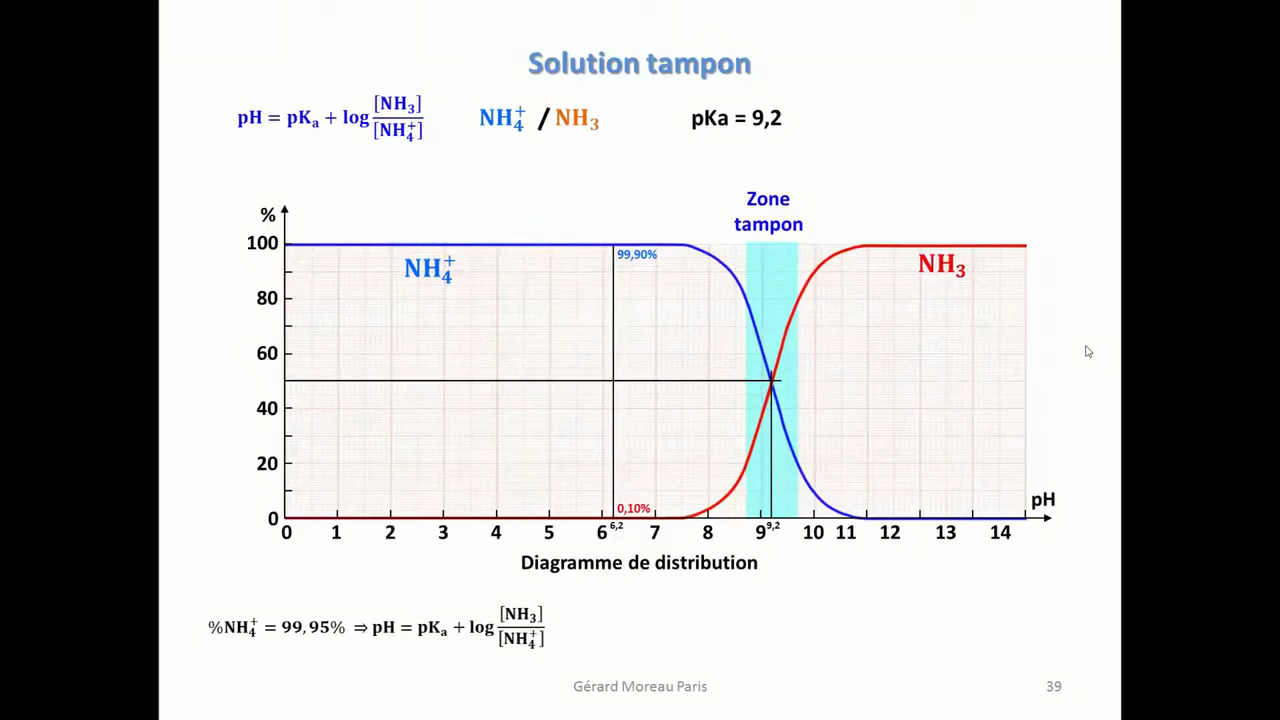 Solution tampon
pH = pKₐ + log [NH₃]/[NH₄⁺]
NH₄⁺ / NH₃
pKa = 9,2
Zone
tampon
%
100
80
60
40
20
0
99,90%
NH₄⁺
NH₃
0,10%
pH
0 1 2 3 4 5 6 6,2 7 8 9 9,2 10 11 12 13 14
Diagramme de distribution
%NH₄⁺ = 99,95% ⇒ pH = pKₐ + log [NH₃]/[NH₄⁺]
Gérard Moreau Paris
39